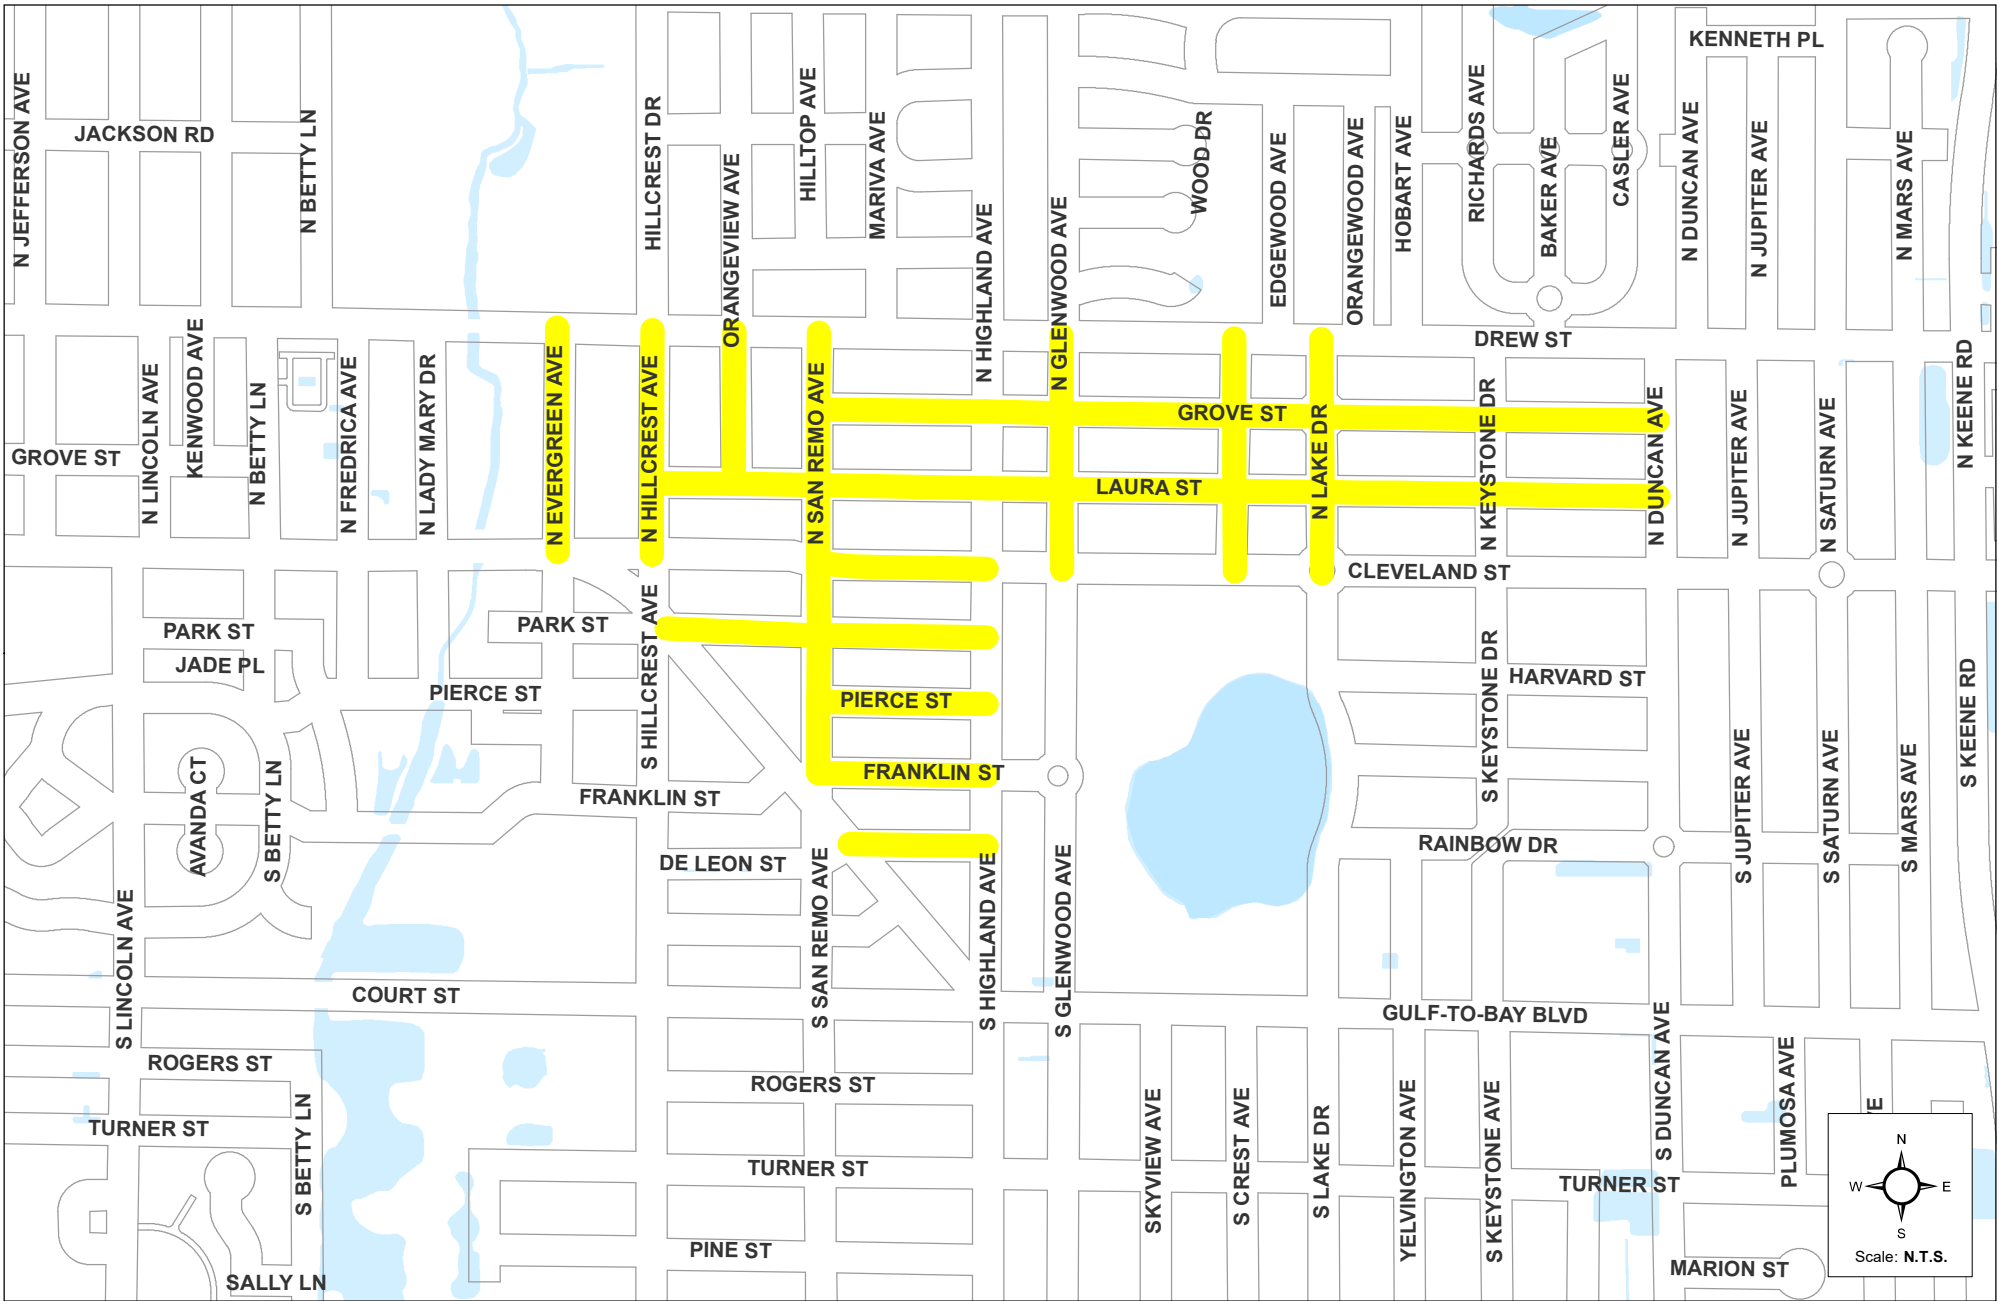 KENNETH PL
N JEFFERSON AVE
JACKSON RD
N BETTY LN
HILLCREST DR
ORANGEVIEW AVE
HILLTOP AVE
MARIVA AVE
N HIGHLAND AVE
N GLENWOOD AVE
WOOD DR
EDGEWOOD AVE
ORANGEWOOD AVE
HOBART AVE
RICHARDS AVE
BAKER AVE
CASLER AVE
N DUNCAN AVE
N JUPITER AVE
N MARS AVE
DREW ST
GROVE ST
N LINCOLN AVE
KENWOOD AVE
N BETTY LN
N FREDRICA AVE
N LADY MARY DR
N EVERGREEN AVE
N HILLCREST AVE
N SAN REMO AVE
GROVE ST
LAURA ST
N LAKE DR
N KEYSTONE DR
N DUNCAN AVE
N JUPITER AVE
N SATURN AVE
N KEENE RD
CLEVELAND ST
PARK ST
JADE PL
PARK ST
PIERCE ST
S HILLCREST AVE
PIERCE ST
HARVARD ST
S KEYSTONE DR
S KEENE RD
AVANDA CT
S BETTY LN
FRANKLIN ST
FRANKLIN ST
DE LEON ST
RAINBOW DR
S JUPITER AVE
S SATURN AVE
S MARS AVE
S LINCOLN AVE
COURT ST
S SAN REMO AVE
S HIGHLAND AVE
S GLENWOOD AVE
GULF-TO-BAY BLVD
ROGERS ST
ROGERS ST
TURNER ST
S BETTY LN
TURNER ST
SKYVIEW AVE
S CREST AVE
S LAKE DR
YELVINGTON AVE
S KEYSTONE AVE
S DUNCAN AVE
PLUMOSA AVE
VE
TURNER ST
PINE ST
SALLY LN
MARION ST
N
W E
S
Scale: N.T.S.